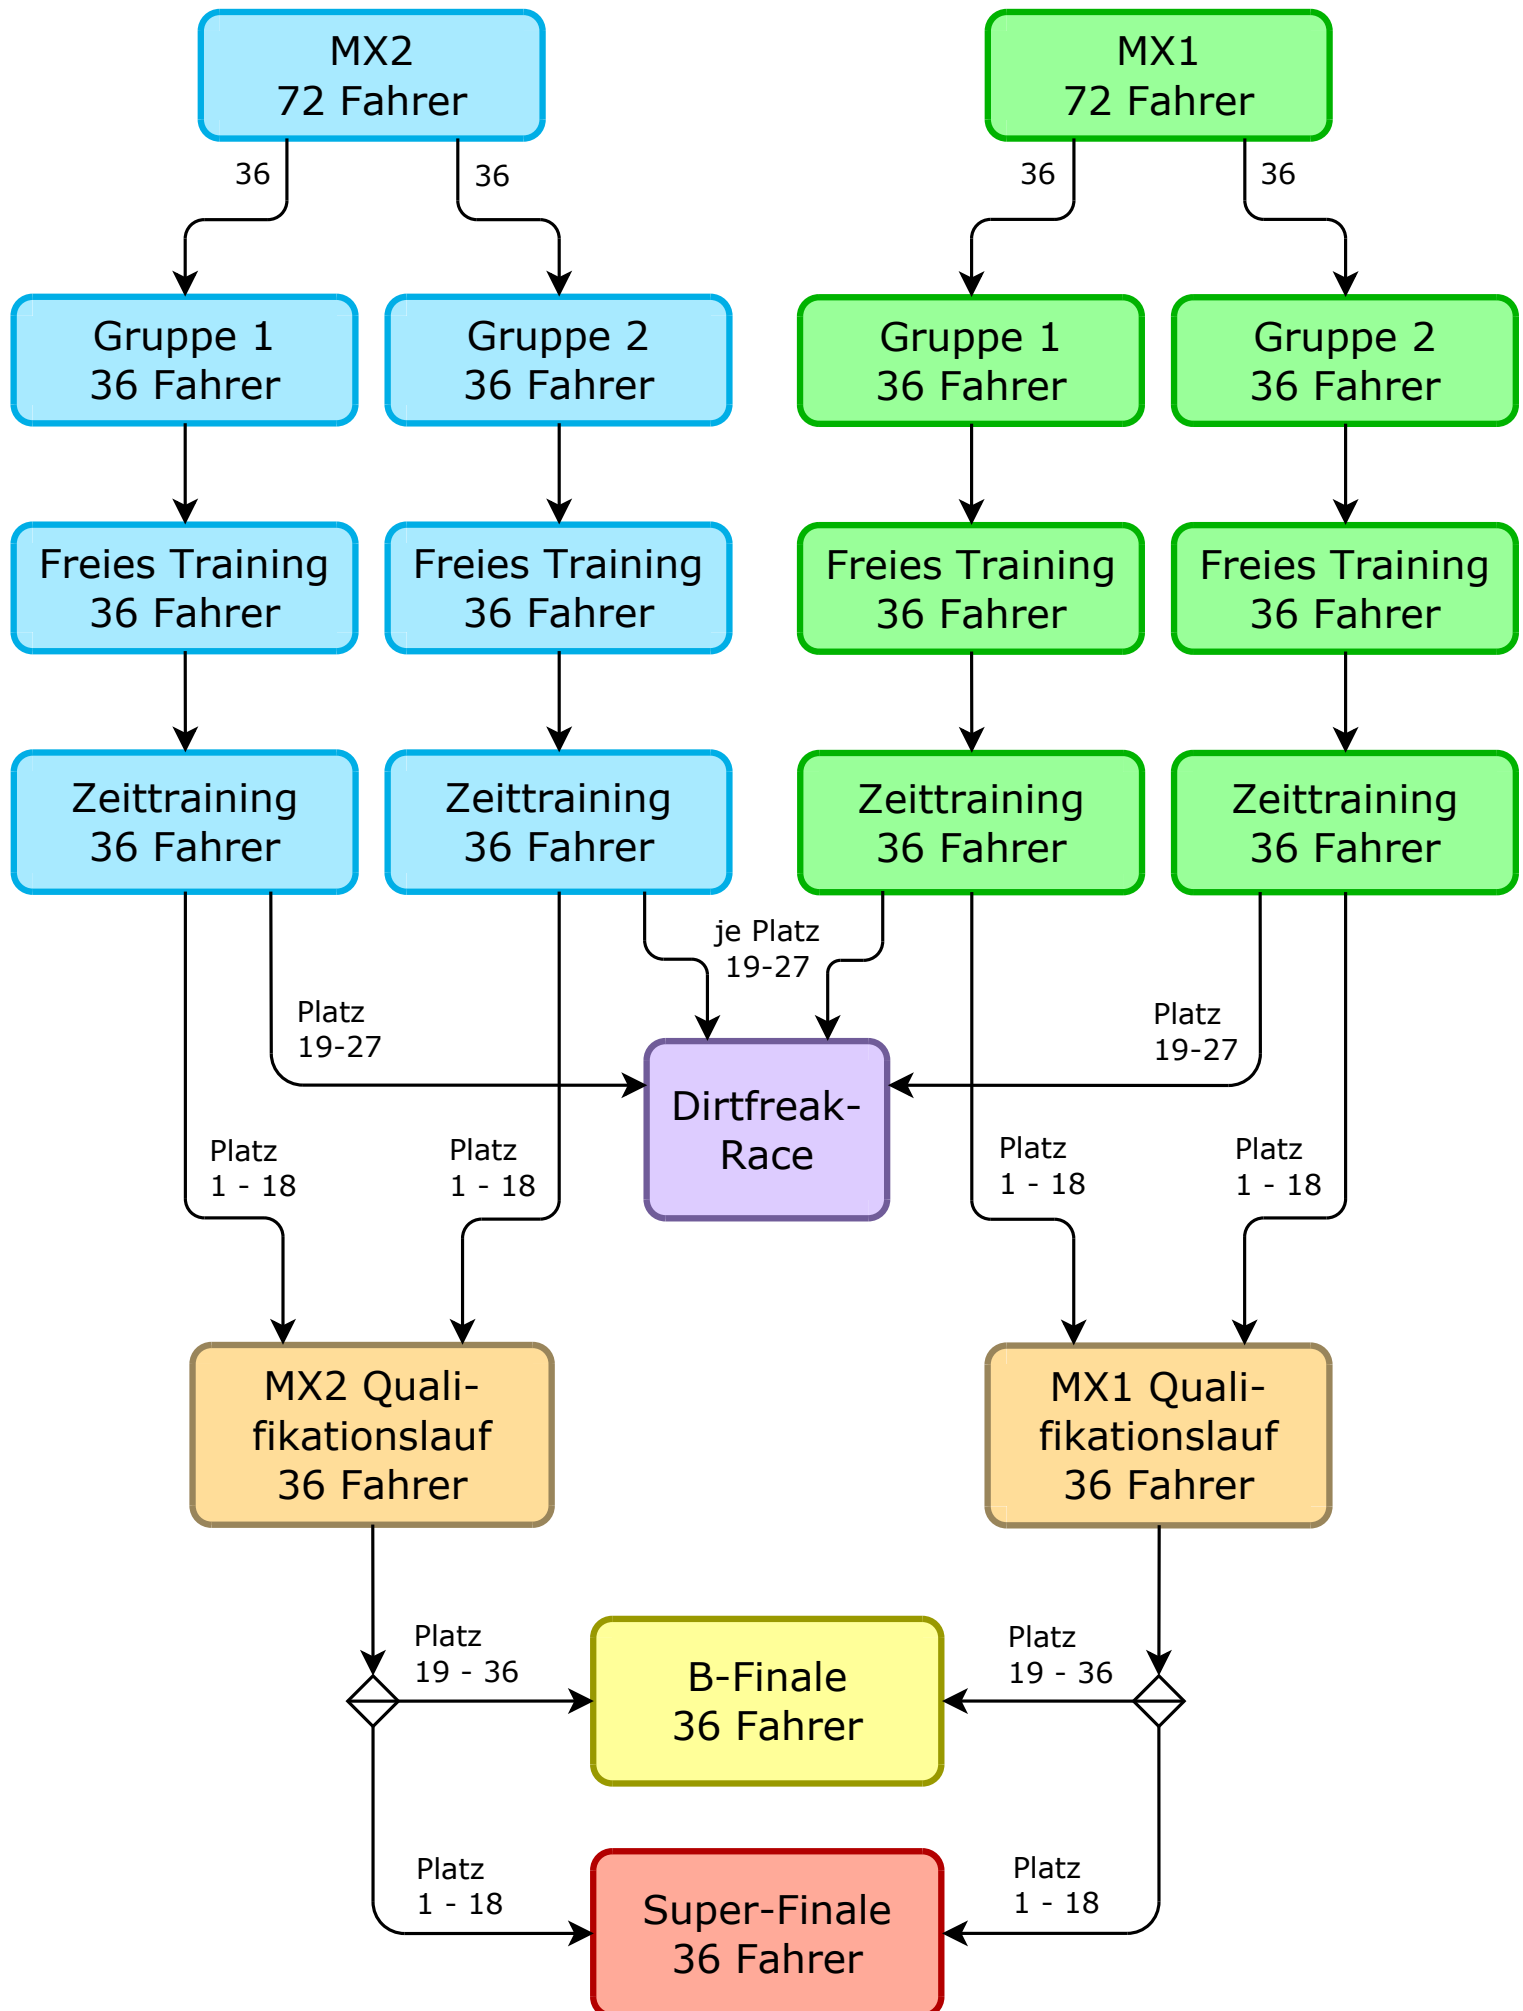 MX2
72 Fahrer
MX1
72 Fahrer
36
36
36
36
Gruppe 1
36 Fahrer
Gruppe 2
36 Fahrer
Gruppe 1
36 Fahrer
Gruppe 2
36 Fahrer
Freies Training
36 Fahrer
Freies Training
36 Fahrer
Freies Training
36 Fahrer
Freies Training
36 Fahrer
Zeittraining
36 Fahrer
Zeittraining
36 Fahrer
Zeittraining
36 Fahrer
Zeittraining
36 Fahrer
je Platz
19-27
Platz
19-27
Platz
19-27
Dirtfreak-
Race
Platz
1 - 18
Platz
1 - 18
Platz
1 - 18
Platz
1 - 18
MX2 Quali-
fikationslauf
36 Fahrer
MX1 Quali-
fikationslauf
36 Fahrer
Platz
19 - 36
Platz
19 - 36
B-Finale
36 Fahrer
Platz
1 - 18
Platz
1 - 18
Super-Finale
36 Fahrer